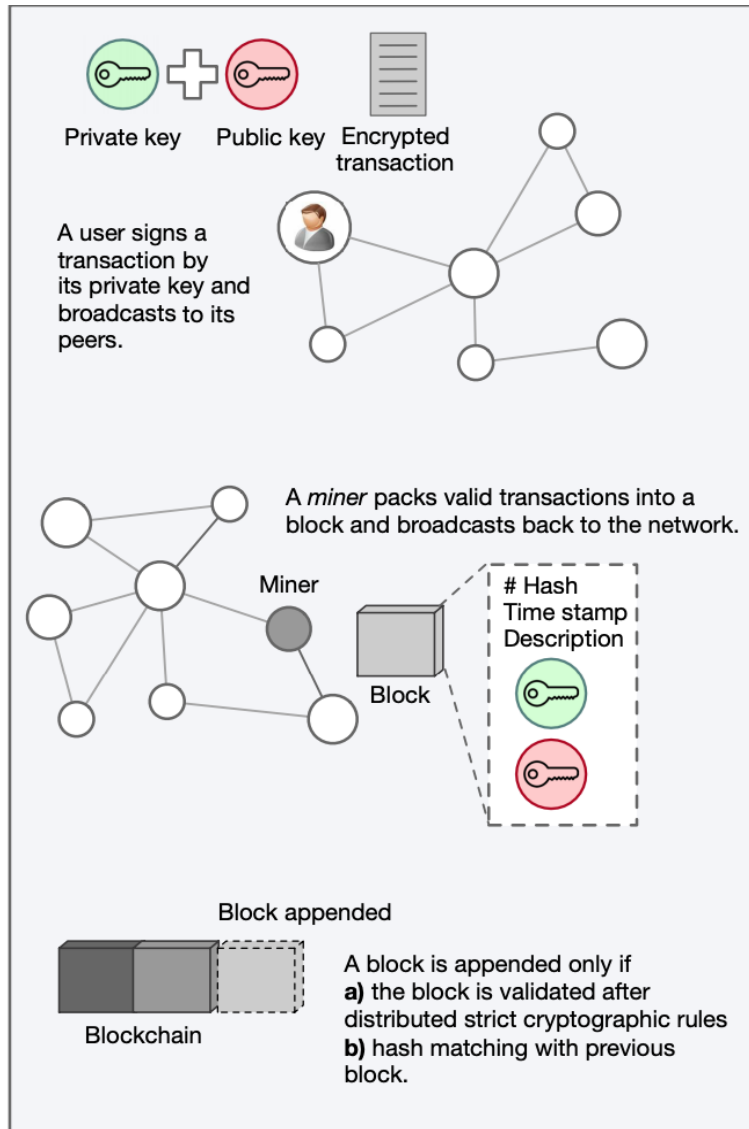 Private key
Public key
Encrypted
transaction
A user signs a
transaction by
its private key and
broadcasts to its
peers.
A miner packs valid transactions into a
block and broadcasts back to the network.
Miner
# Hash
Time stamp
Description
Block
Block appended
Blockchain
A block is appended only if
a) the block is validated after
distributed strict cryptographic rules
b) hash matching with previous
block.